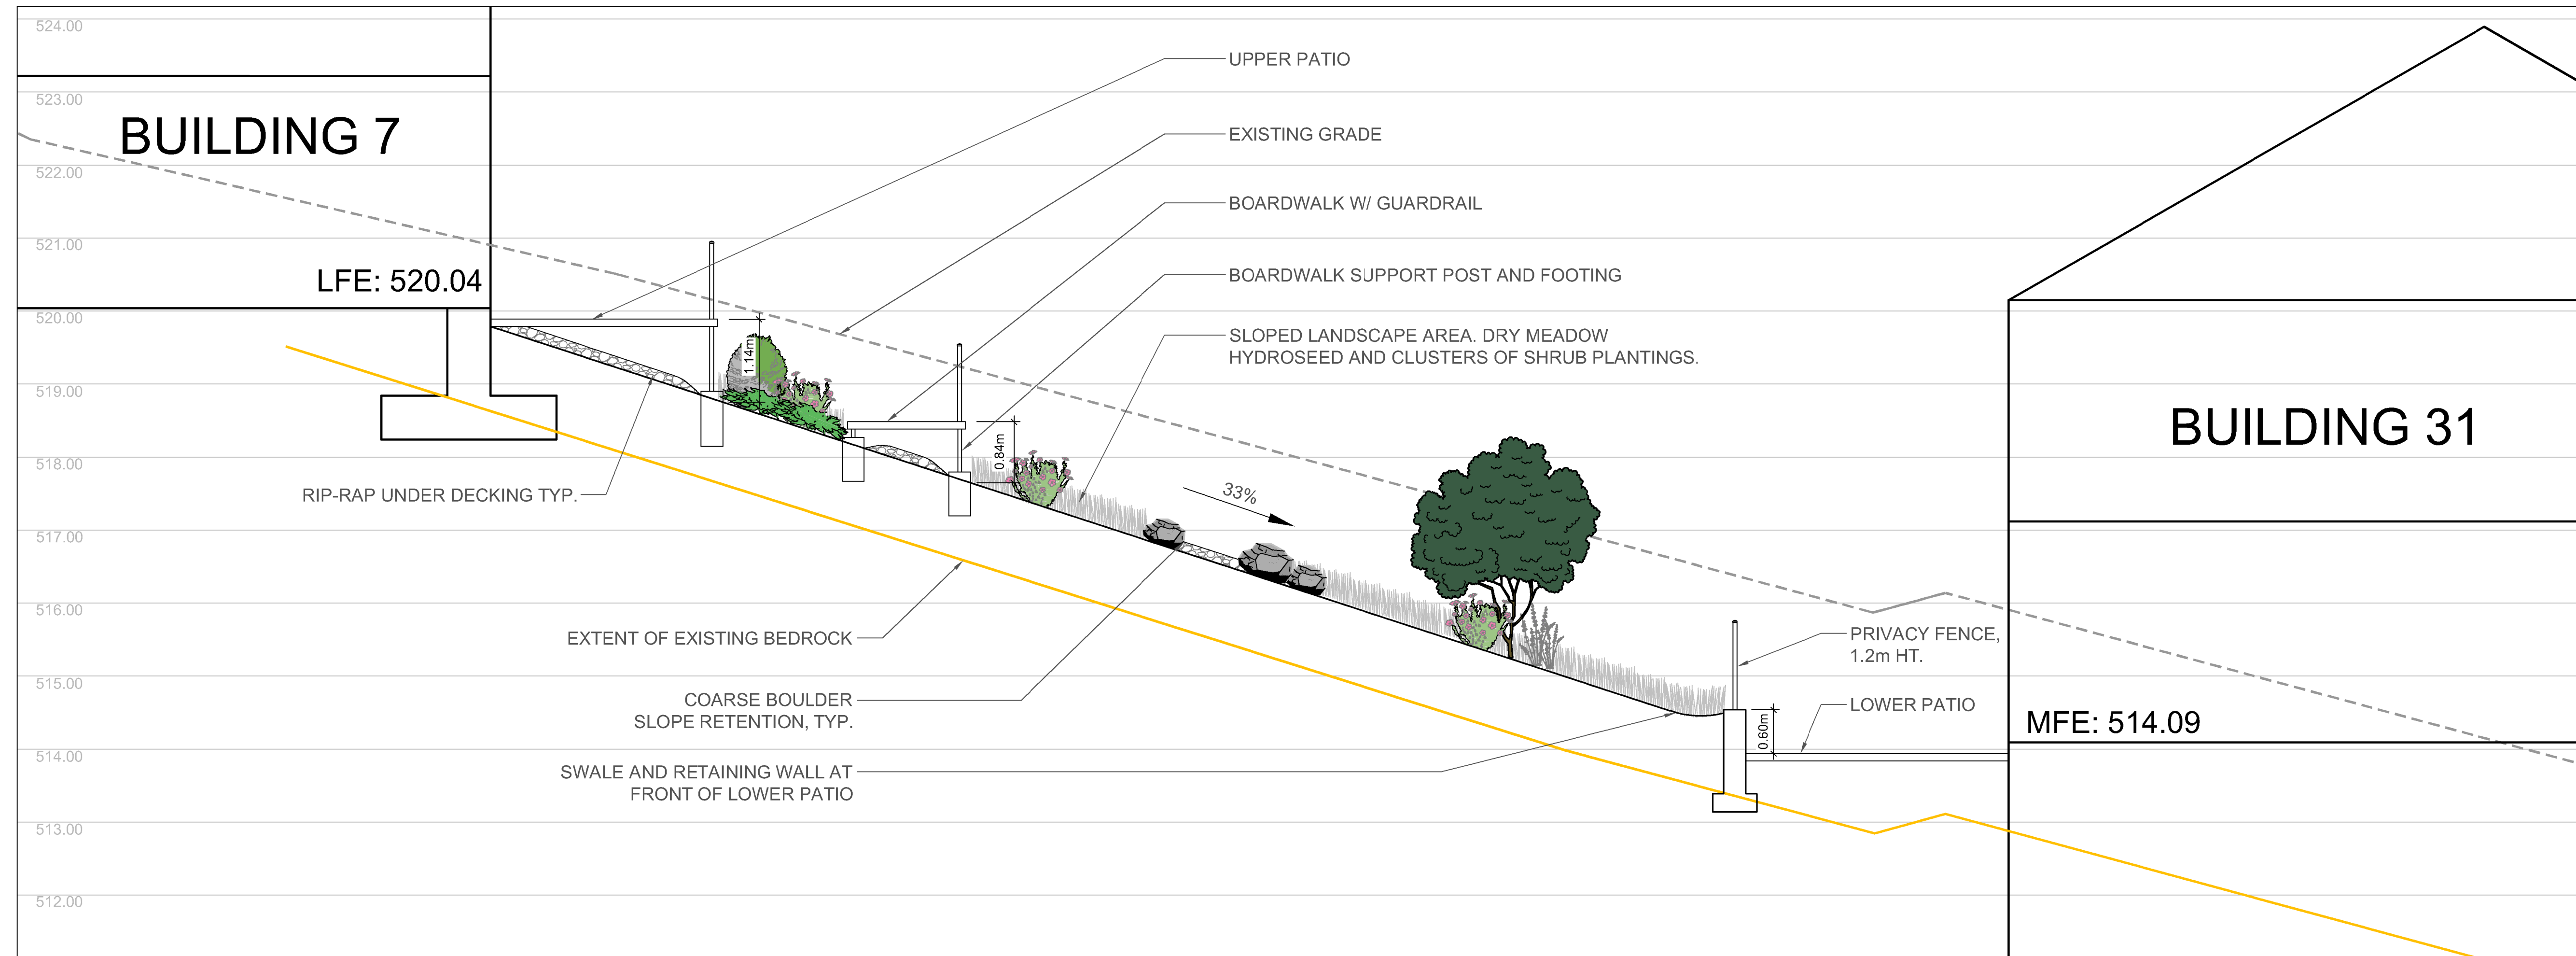 524.00
UPPER PATIO
523.00
BUILDING 7
EXISTING GRADE
522.00
BOARDWALK W/ GUARDRAIL
521.00
LFE: 520.04
BOARDWALK SUPPORT POST AND FOOTING
520.00
SLOPED LANDSCAPE AREA. DRY MEADOW
HYDROSEED AND CLUSTERS OF SHRUB PLANTINGS.
1.14m
519.00
BUILDING 31
0.84m
518.00
RIP-RAP UNDER DECKING TYP.
33%
517.00
516.00
EXTENT OF EXISTING BEDROCK
PRIVACY FENCE,
1.2m HT.
515.00
COARSE BOULDER
SLOPE RETENTION, TYP.
LOWER PATIO
MFE: 514.09
0.60m
514.00
SWALE AND RETAINING WALL AT
FRONT OF LOWER PATIO
513.00
512.00